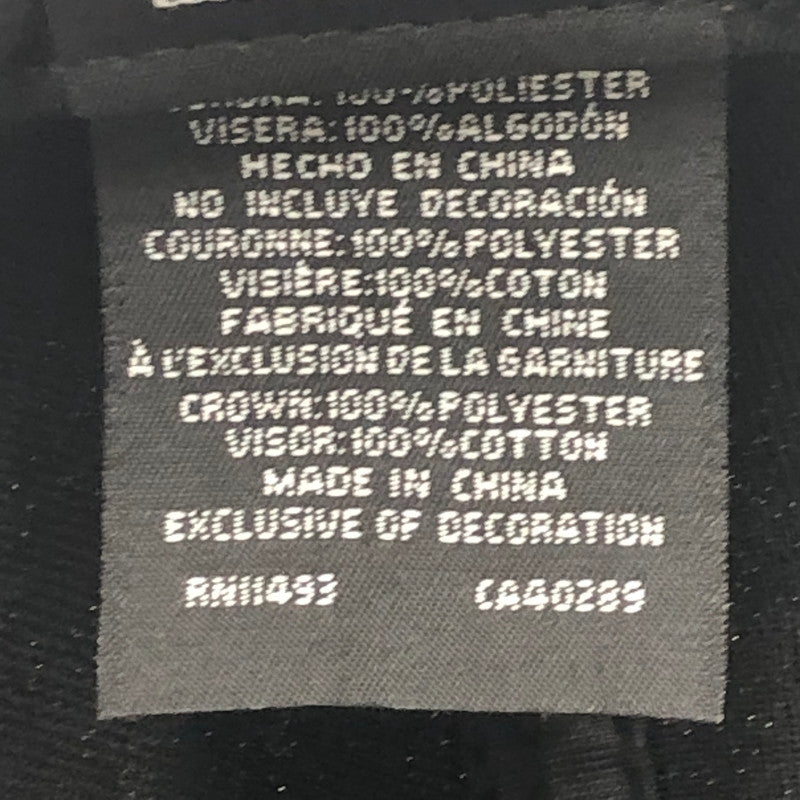 100%POLIESTER
VISERA:100%ALGODÓN
HECHO EN CHINA
NO INCLUYE DECORACIÓN
COURONNE:100%POLYESTER
VISIÈRE:100%COTON
FABRIQUÉ EN CHINE
À L'EXCLUSION DE LA GARNITURE
CROWN:100%POLYESTER
VISOR:100%COTTON
MADE IN CHINA
EXCLUSIVE OF DECORATION
RN11493 CA40289